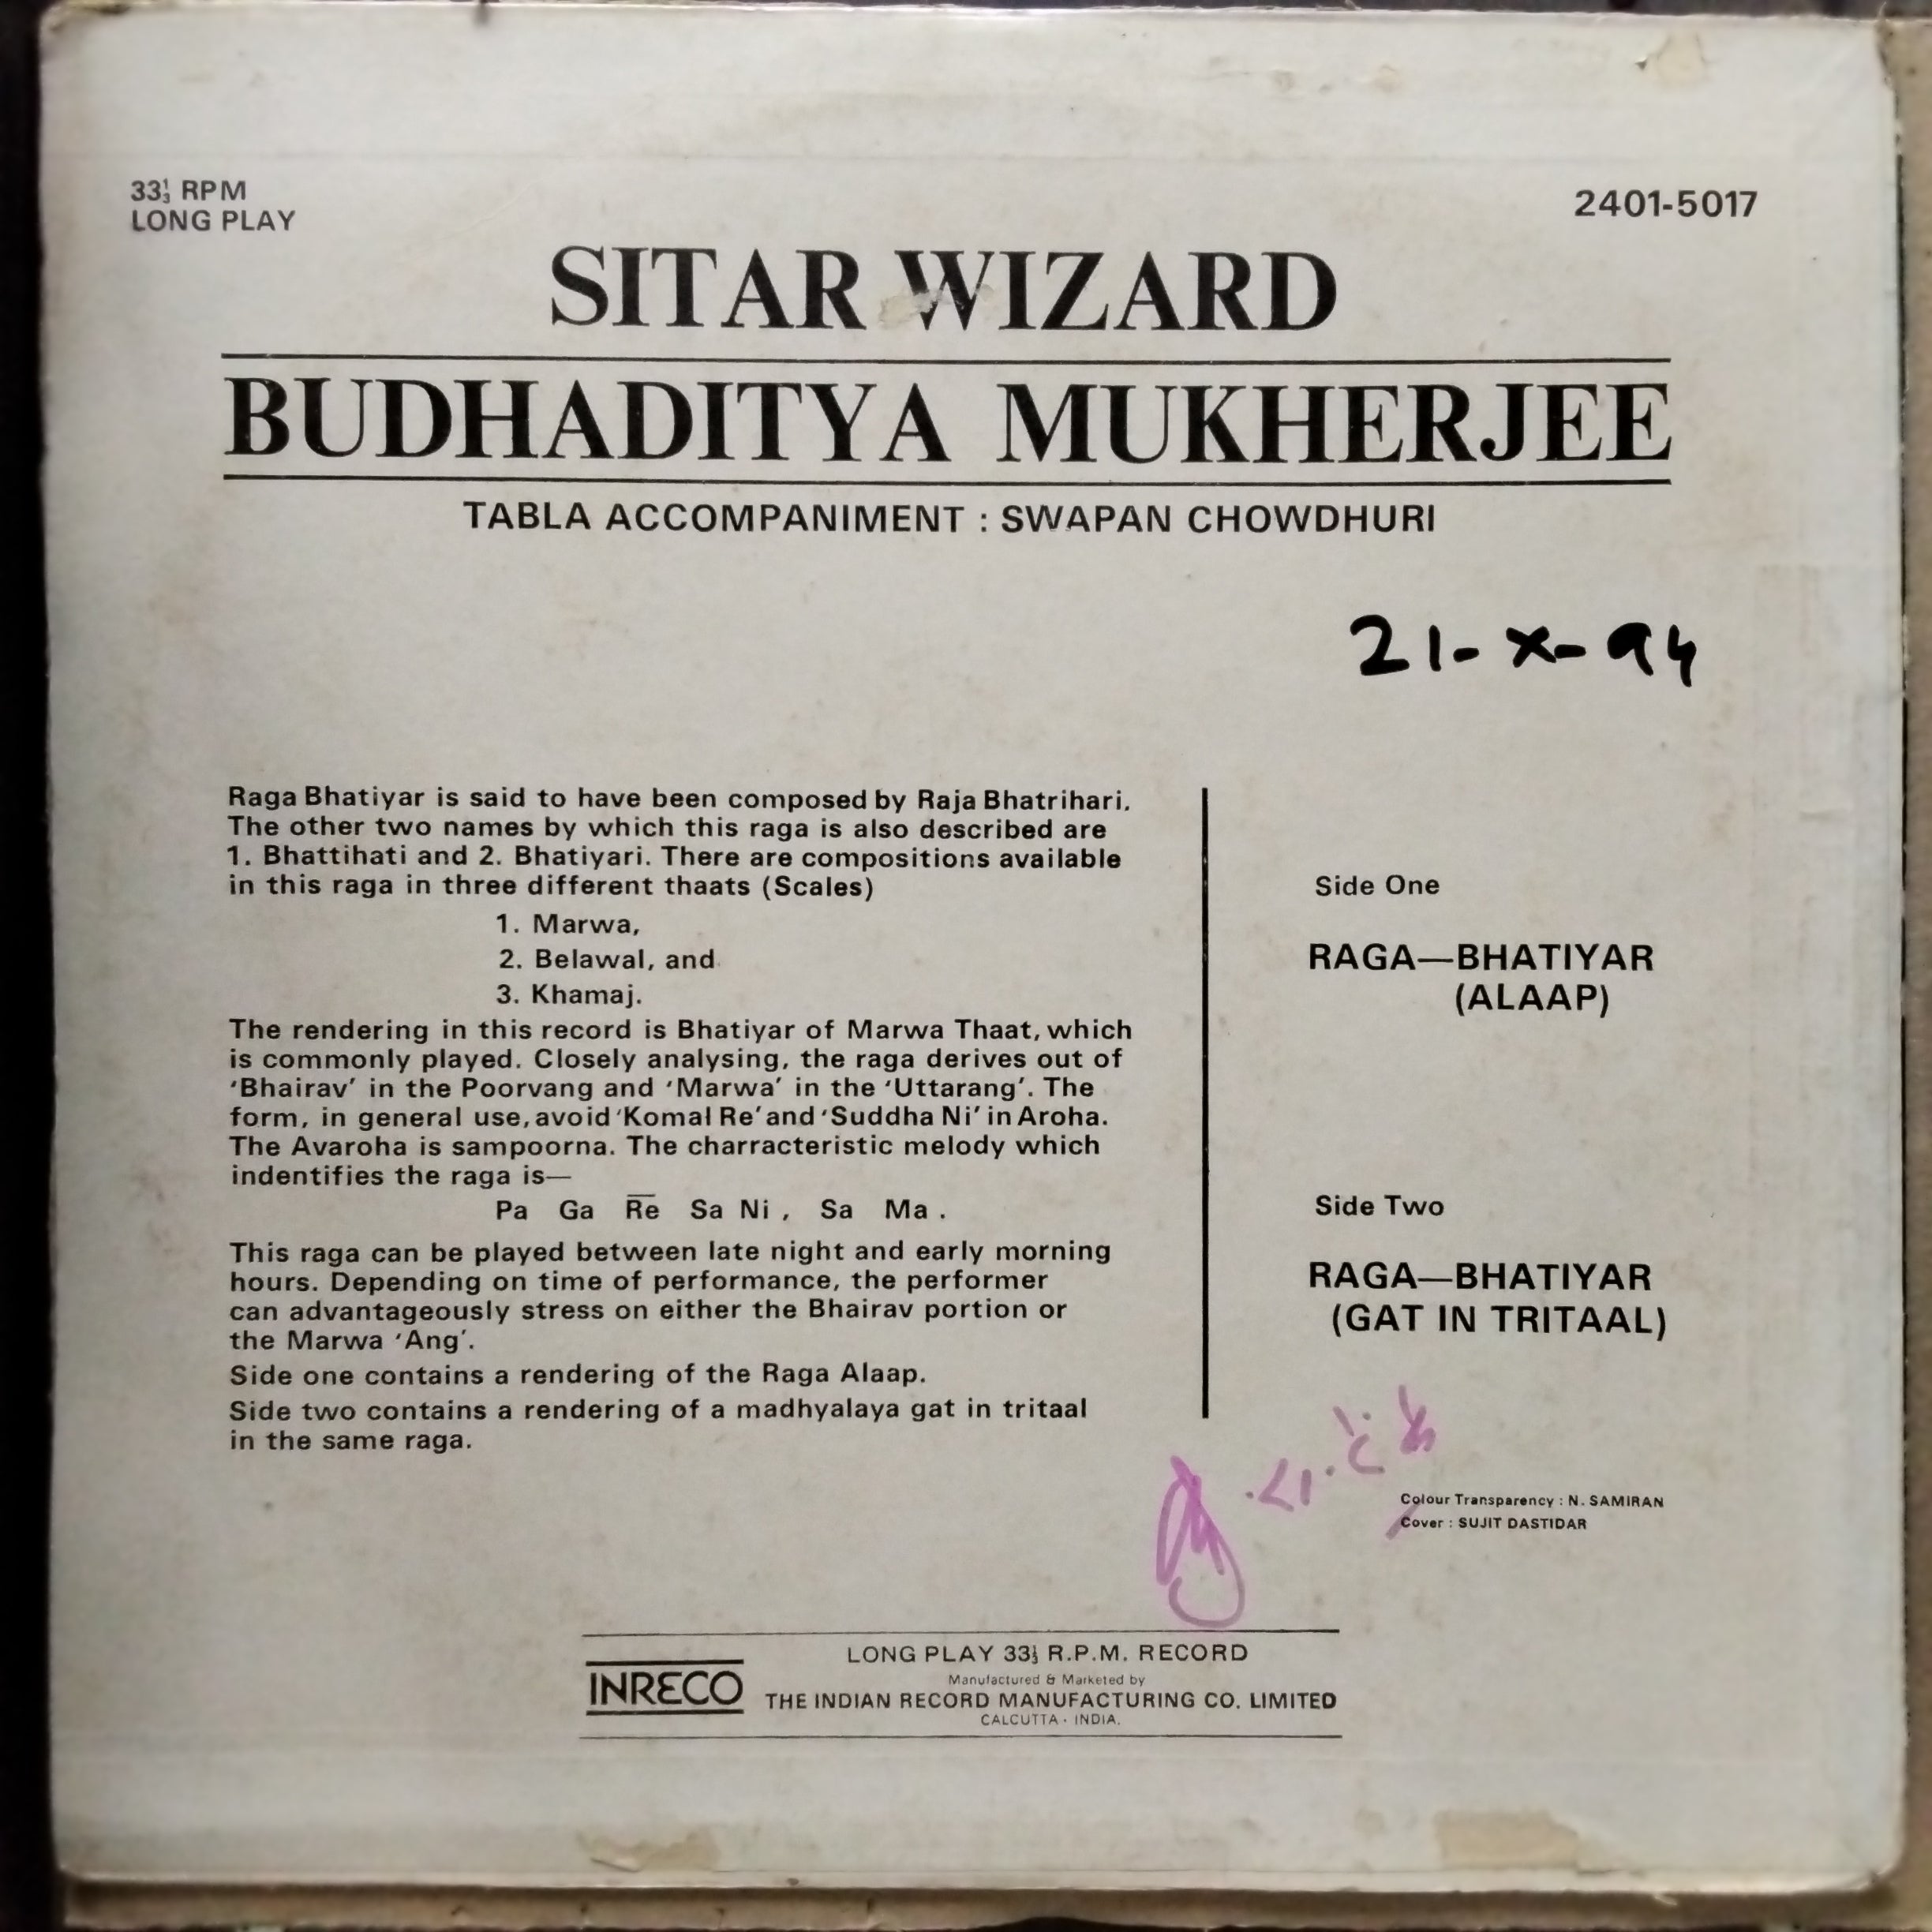 33⅓ RPM
LONG PLAY
2401-5017
SITAR WIZARD
BUDHADITYA MUKHERJEE
TABLA ACCOMPANIMENT : SWAPAN CHOWDHURI
21-X-94
Raga Bhatiyar is said to have been composed by Raja Bhatrihari.
The other two names by which this raga is also described are
1. Bhattihati and 2. Bhatiyari. There are compositions available
in this raga in three different thaats (Scales)
1. Marwa,
2. Belawal, and
3. Khamaj.
The rendering in this record is Bhatiyar of Marwa Thaat, which
is commonly played. Closely analysing, the raga derives out of
‘Bhairav’ in the Poorvang and ‘Marwa’ in the ‘Uttarang’. The
form, in general use, avoid ‘Komal Re’ and ‘Suddha Ni’ in Aroha.
The Avaroha is sampoorna. The charracteristic melody which
indentifies the raga is—
Pa Ga R̅e̅ Sa Ni , Sa Ma .
This raga can be played between late night and early morning
hours. Depending on time of performance, the performer
can advantageously stress on either the Bhairav portion or
the Marwa ‘Ang’.
Side one contains a rendering of the Raga Alaap.
Side two contains a rendering of a madhyalaya gat in tritaal
in the same raga.
Side One
RAGA—BHATIYAR
(ALAAP)
Side Two
RAGA—BHATIYAR
(GAT IN TRITAAL)
Colour Transparency : N. SAMIRAN
Cover : SUJIT DASTIDAR
INRECO
LONG PLAY 33⅓ R.P.M. RECORD
Manufactured & Marketed by
THE INDIAN RECORD MANUFACTURING CO. LIMITED
CALCUTTA · INDIA.